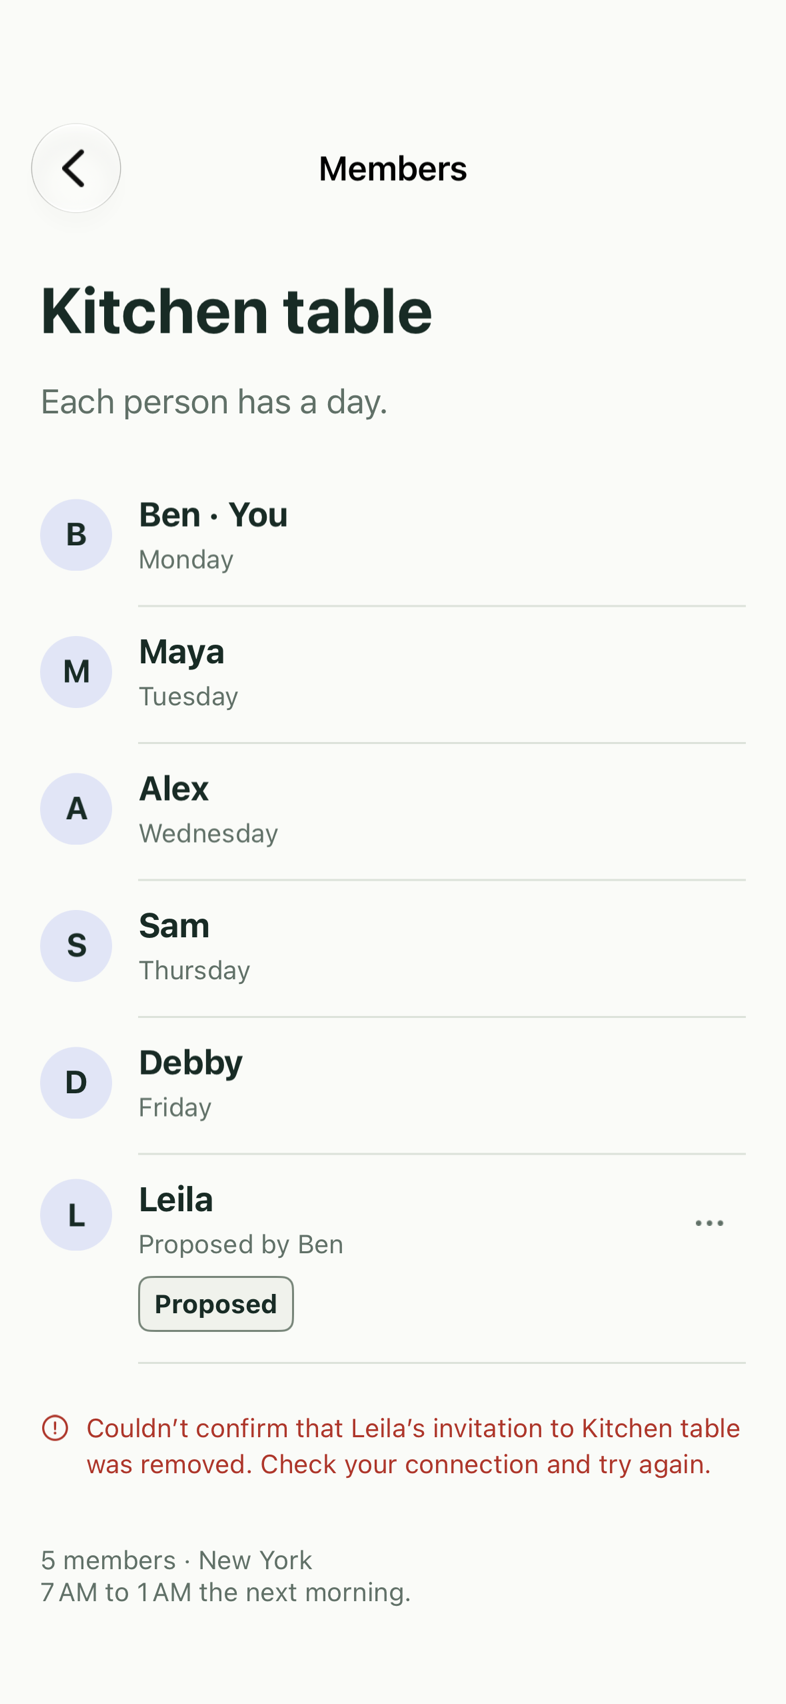 Members
Kitchen table
Each person has a day.
B
Ben · You
Monday
M
Maya
Tuesday
A
Alex
Wednesday
S
Sam
Thursday
D
Debby
Friday
L
Leila
Proposed by Ben
Proposed
Couldn’t confirm that Leila’s invitation to Kitchen table
was removed. Check your connection and try again.
5 members · New York
7 AM to 1 AM the next morning.